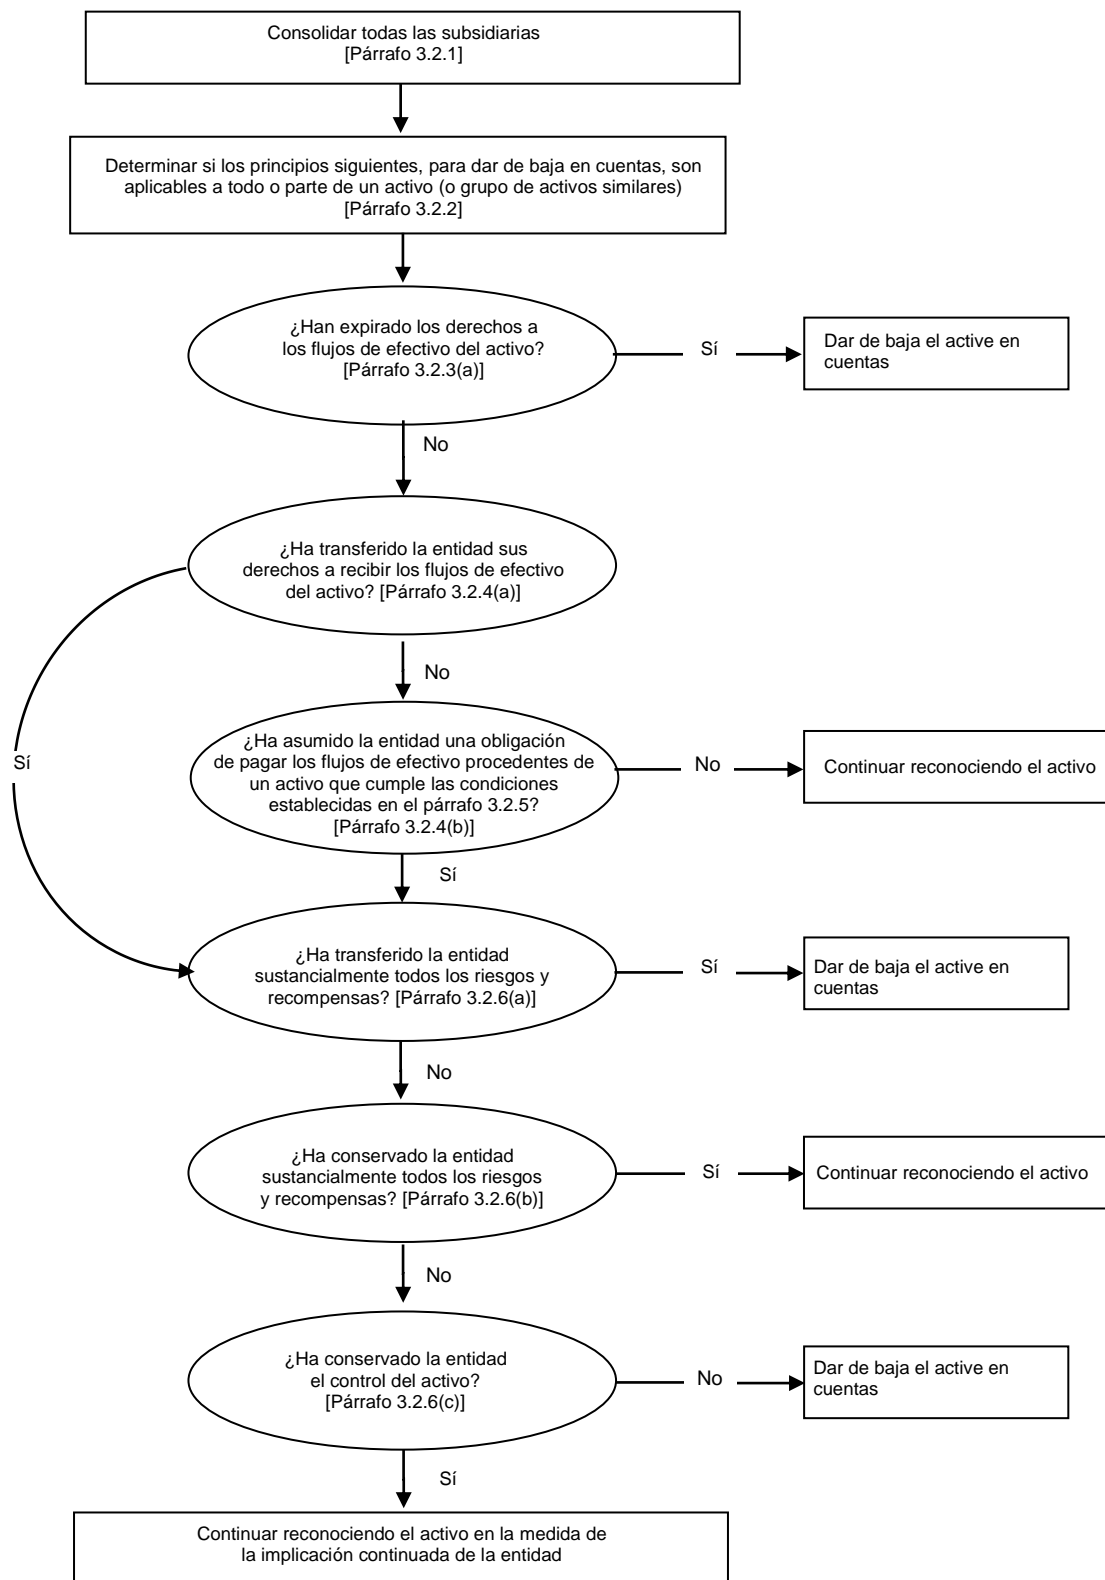 Consolidar todas las subsidiarias
[Párrafo 3.2.1]
Determinar si los principios siguientes, para dar de baja en cuentas, son
aplicables a todo o parte de un activo (o grupo de activos similares)
[Párrafo 3.2.2]
¿Han expirado los derechos a
los flujos de efectivo del activo?
[Párrafo 3.2.3(a)]
Sí
Dar de baja el active en
cuentas
No
¿Ha transferido la entidad sus
derechos a recibir los flujos de efectivo
del activo? [Párrafo 3.2.4(a)]
No
Sí
¿Ha asumido la entidad una obligación
de pagar los flujos de efectivo procedentes de
un activo que cumple las condiciones
establecidas en el párrafo 3.2.5?
[Párrafo 3.2.4(b)]
No
Continuar reconociendo el activo
Sí
¿Ha transferido la entidad
sustancialmente todos los riesgos y
recompensas? [Párrafo 3.2.6(a)]
Sí
Dar de baja el active en
cuentas
No
¿Ha conservado la entidad
sustancialmente todos los riesgos
y recompensas? [Párrafo 3.2.6(b)]
Sí
Continuar reconociendo el activo
No
¿Ha conservado la entidad
el control del activo?
[Párrafo 3.2.6(c)]
No
Dar de baja el active en
cuentas
Sí
Continuar reconociendo el activo en la medida de
la implicación continuada de la entidad